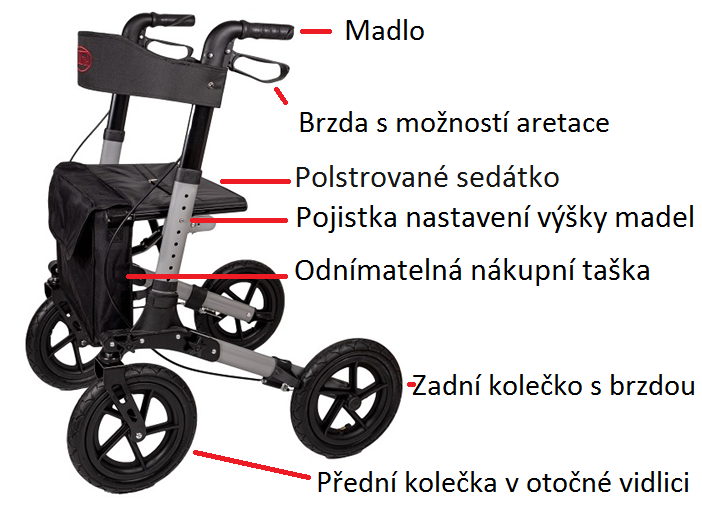 Madlo
Brzda s možností aretace
Polstrované sedátko
Pojistka nastavení výšky madel
Odnímatelná nákupní taška
Zadní kolečko s brzdou
Přední kolečka v otočné vidlici